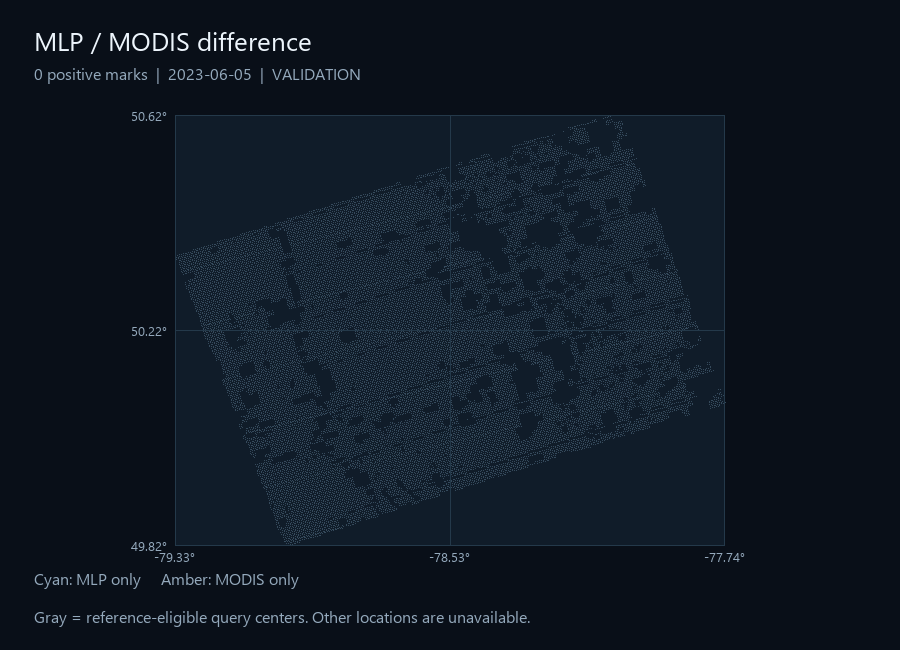 MLP / MODIS difference
0 positive marks | 2023-06-05 | VALIDATION
50.62°
50.22°
49.82°
-79.33° -78.53° -77.74°
Cyan: MLP only Amber: MODIS only
Gray = reference-eligible query centers. Other locations are unavailable.